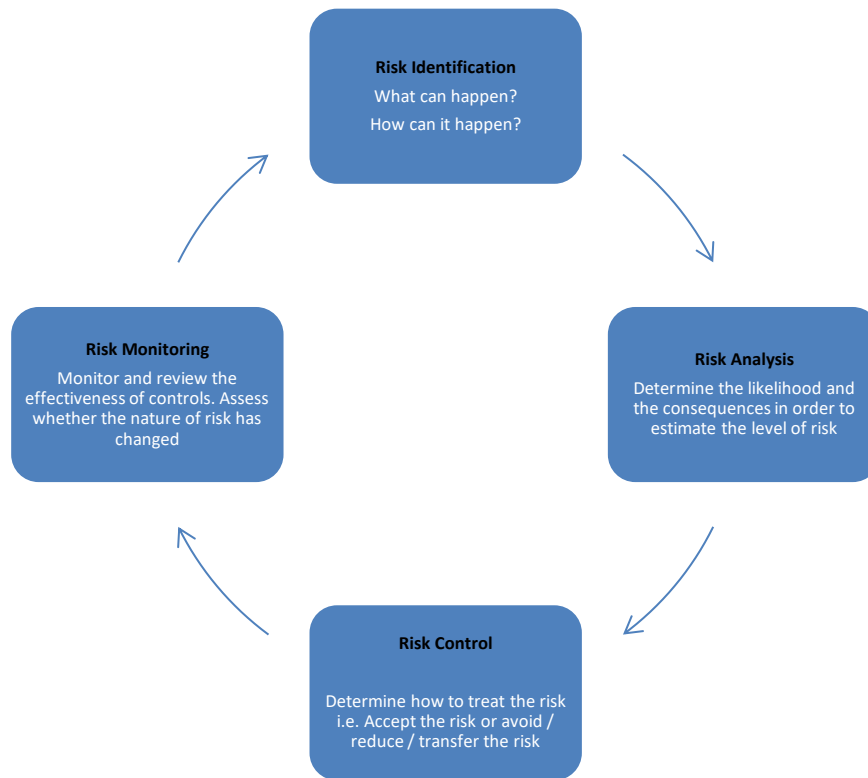 Risk Identification
What can happen?
How can it happen?
Risk Analysis
Determine the likelihood and
the consequences in order to
estimate the level of risk
Risk Control
Determine how to treat the risk
i.e. Accept the risk or avoid /
reduce / transfer the risk
Risk Monitoring
Monitor and review the
effectiveness of controls. Assess
whether the nature of risk has
changed